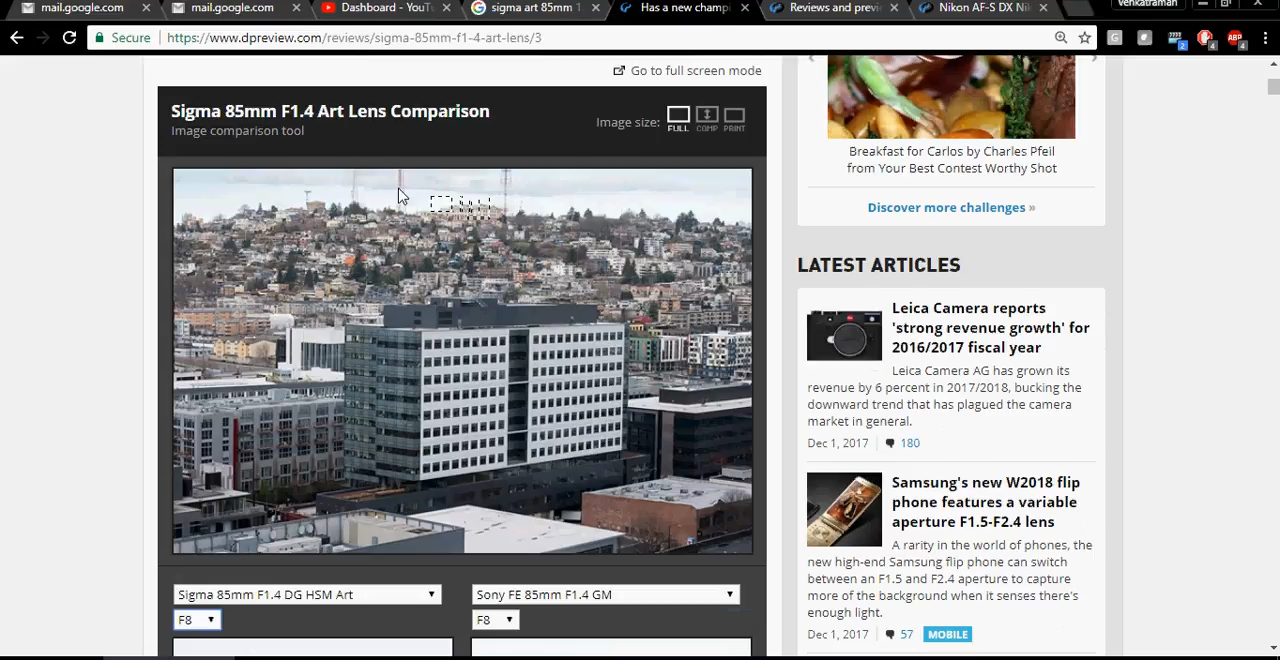 mail.google.com
mail.google.com
Dashboard - YouTu
sigma art 85mm 1
Has a new champi
Reviews and previ
Nikon AF-S DX Nik
Venkatraman
Secure
https://www.dpreview.com/reviews/sigma-85mm-f1-4-art-lens/3
Go to full screen mode
Sigma 85mm F1.4 Art Lens Comparison
Image comparison tool
Image size:
FULL
COMP
PRINT
Sigma 85mm F1.4 DG HSM Art
Sony FE 85mm F1.4 GM
F8
F8
Breakfast for Carlos by Charles Pfeil
from Your Best Contest Worthy Shot
Discover more challenges »
LATEST ARTICLES
Leica Camera reports
'strong revenue growth' for
2016/2017 fiscal year
Leica Camera AG has grown its
revenue by 6 percent in 2017/2018, bucking the
downward trend that has plagued the camera
market in general.
Dec 1, 2017
180
Samsung's new W2018 flip
phone features a variable
aperture F1.5-F2.4 lens
A rarity in the world of phones, the
new high-end Samsung flip phone can switch
between an F1.5 and F2.4 aperture to capture
more of the background when it senses there's
enough light.
Dec 1, 2017
57
MOBILE